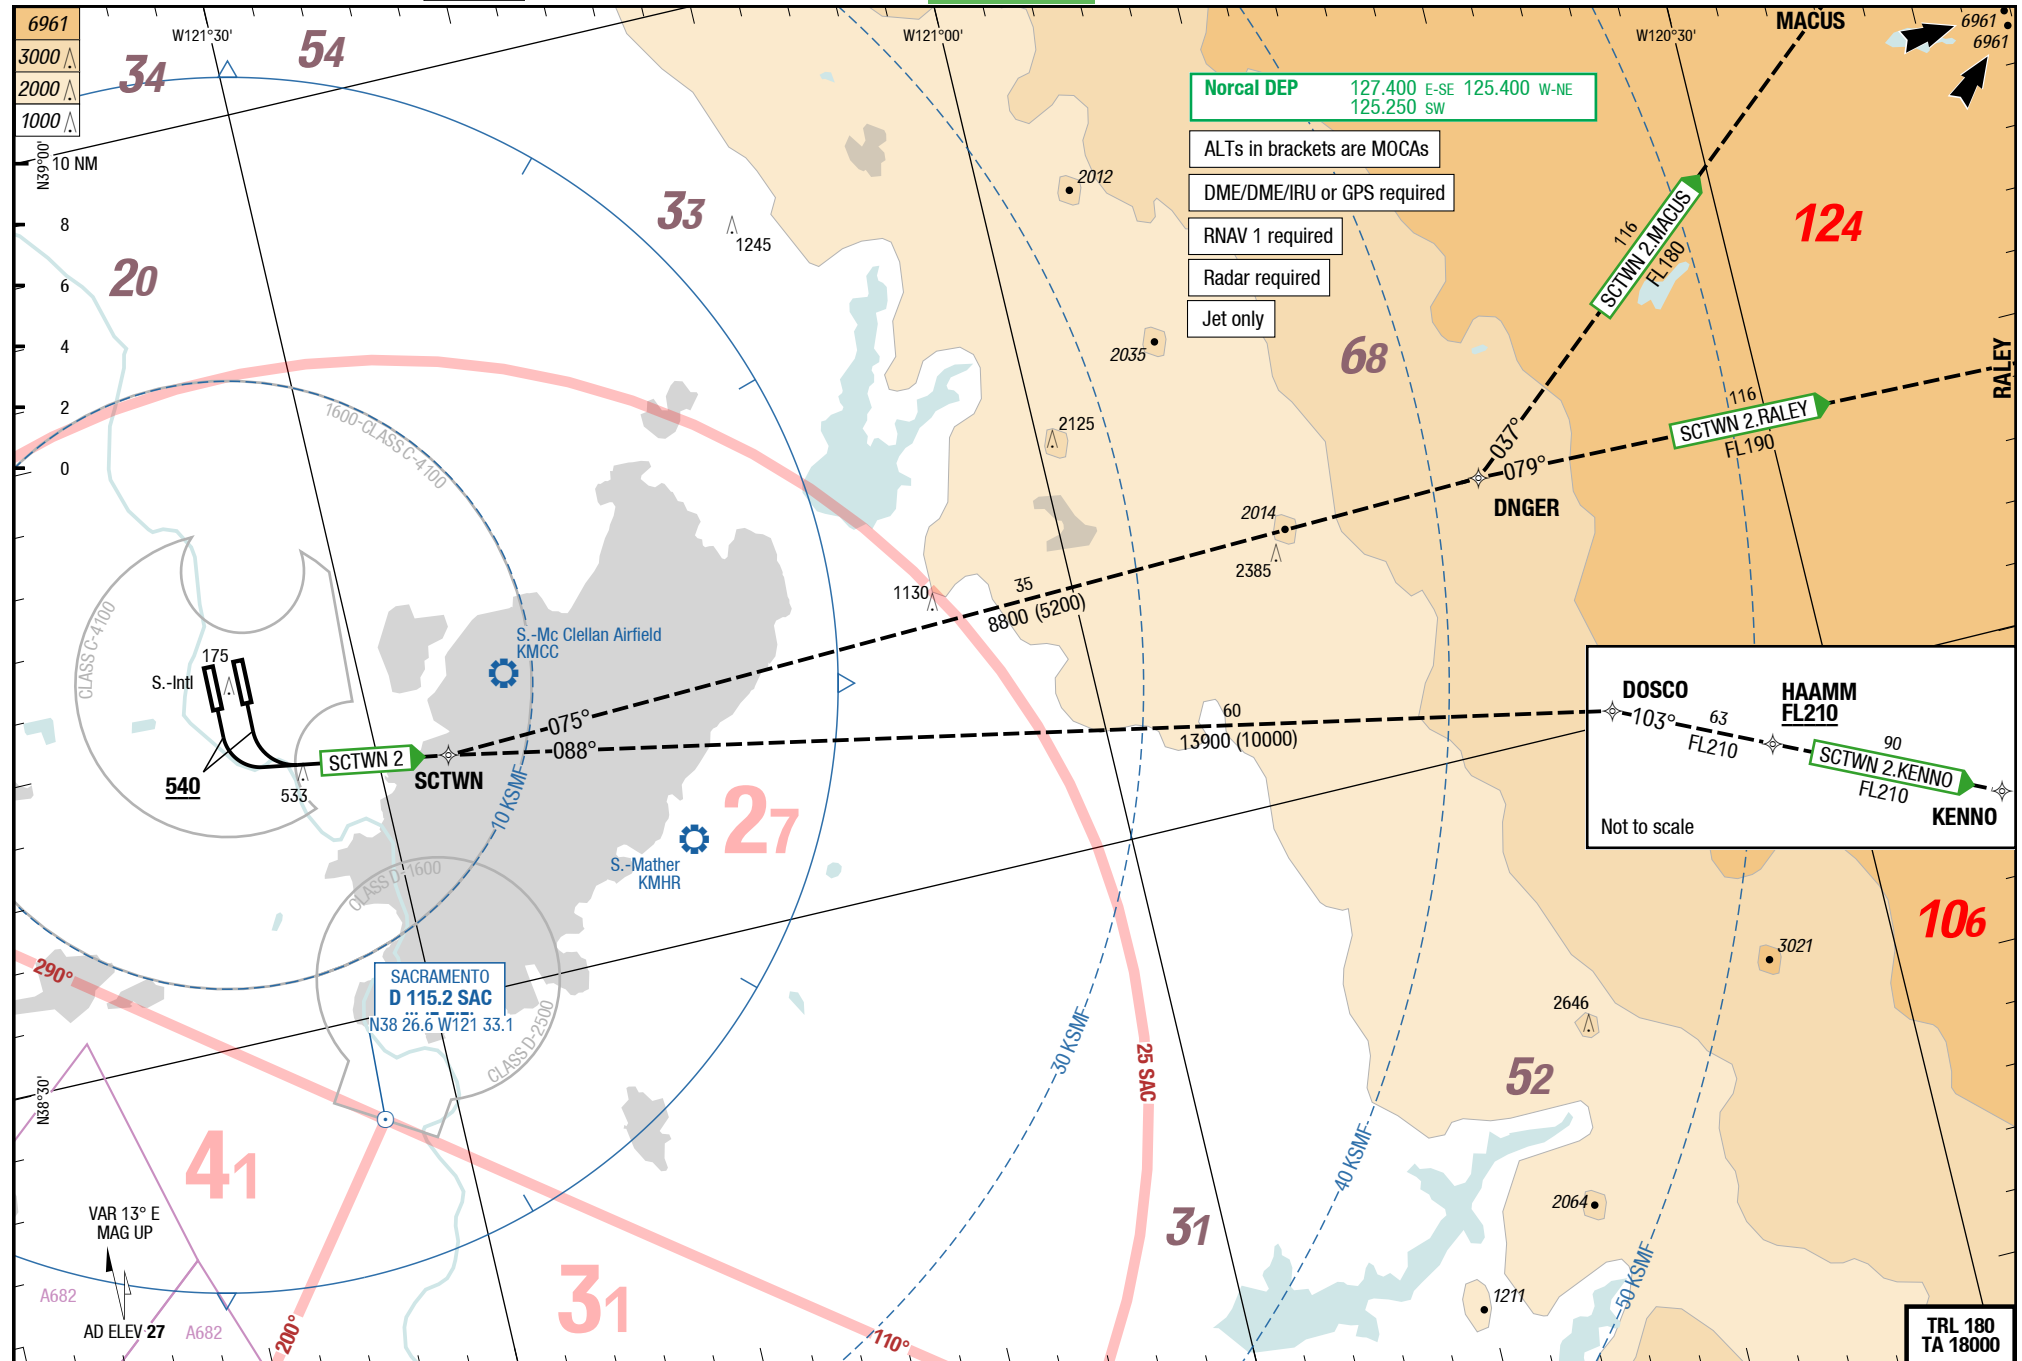 6961
3000
2000
1000
W121°30'
W121°00'
W120°30'
MACUS
6961
6961
34
54
33
20
68
124
Norcal DEP 127.400 E-SE 125.400 W-NE
125.250 SW
ALTs in brackets are MOCAs
DME/DME/IRU or GPS required
RNAV 1 required
Radar required
Jet only
N39°00'
10 NM
8
6
4
2
0
2012
1245
2035
2125
116
SCTWN 2.MACUS
FL180
RALEY
116
SCTWN 2.RALEY
FL190
037°
079°
DNGER
1600-CLASS C-4100
CLASS C-4100
2014
2385
1130
35
8800 (5200)
S.-Mc Clellan Airfield
KMCC
175
S.-Intl
540
533
SCTWN 2
SCTWN
075°
088°
60
13900 (10000)
10 KSMF
27
S.-Mather
KMHR
DOSCO
103°
63
FL210
HAAMM
FL210
90
SCTWN 2.KENNO
FL210
KENNO
Not to scale
CLASS D-1600
CLASS D-2500
290°
SACRAMENTO
D 115.2 SAC
N38 26.6 W121 33.1
106
3021
2646
52
30 KSMF
25 SAC
40 KSMF
50 KSMF
N38°30'
41
31
31
2064
1211
VAR 13° E
MAG UP
A682
A682
AD ELEV 27
200°
110°
TRL 180
TA 18000